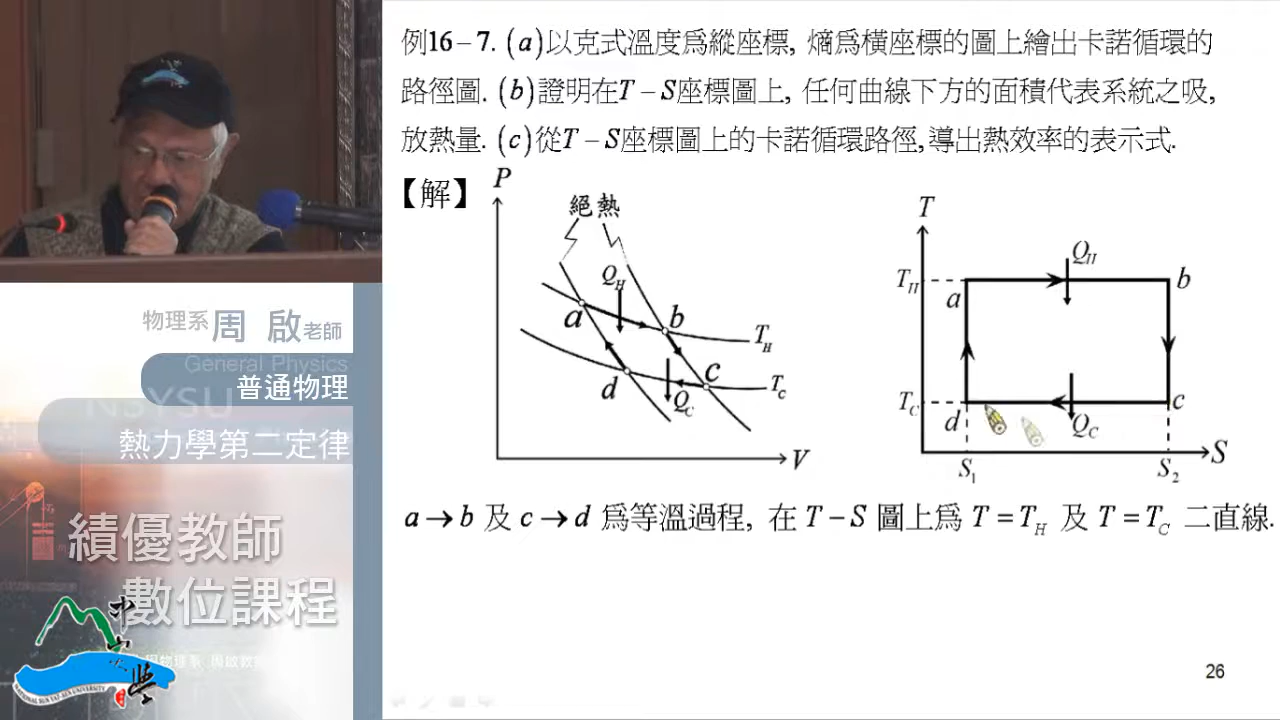 例16-7. (a)以克式溫度爲縱座標, 熵爲橫座標的圖上繪出卡諾循環的
路徑圖. (b)證明在T-S座標圖上, 任何曲線下方的面積代表系統之吸,
放熱量. (c)從T-S座標圖上的卡諾循環路徑,導出熱效率的表示式.
【解】
P
絕熱
Q_H
a
b
T_H
d
c
T_C
Q_C
V
T
Q_H
T_H
a
b
T_C
d
c
Q_C
S
S_1
S_2
a→b 及 c→d 爲等溫過程, 在 T-S 圖上爲 T=T_H 及 T=T_C 二直線.
26
物理系 周 啟 老師
General Physics
普通物理
NSYSU
熱力學第二定律
績優教師
數位課程